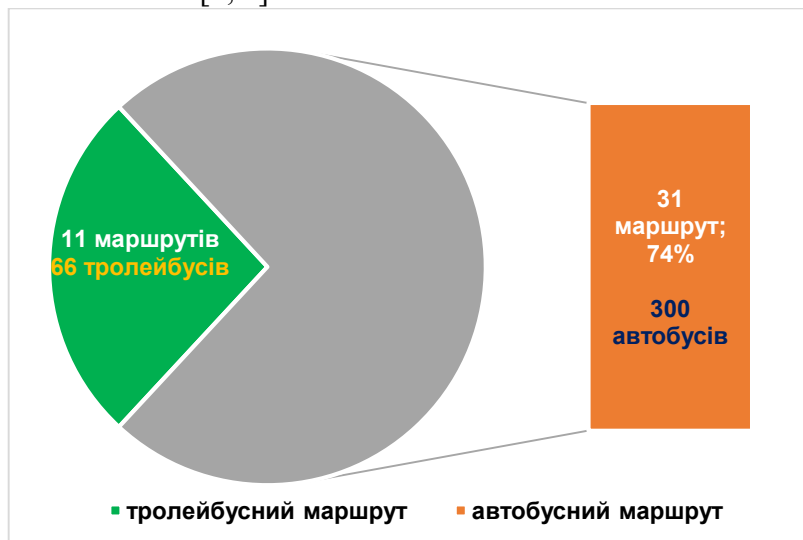 11 маршрутів
66 тролейбусів
31
маршрут;
74%
300
автобусів
тролейбусний маршрут
автобусний маршрут